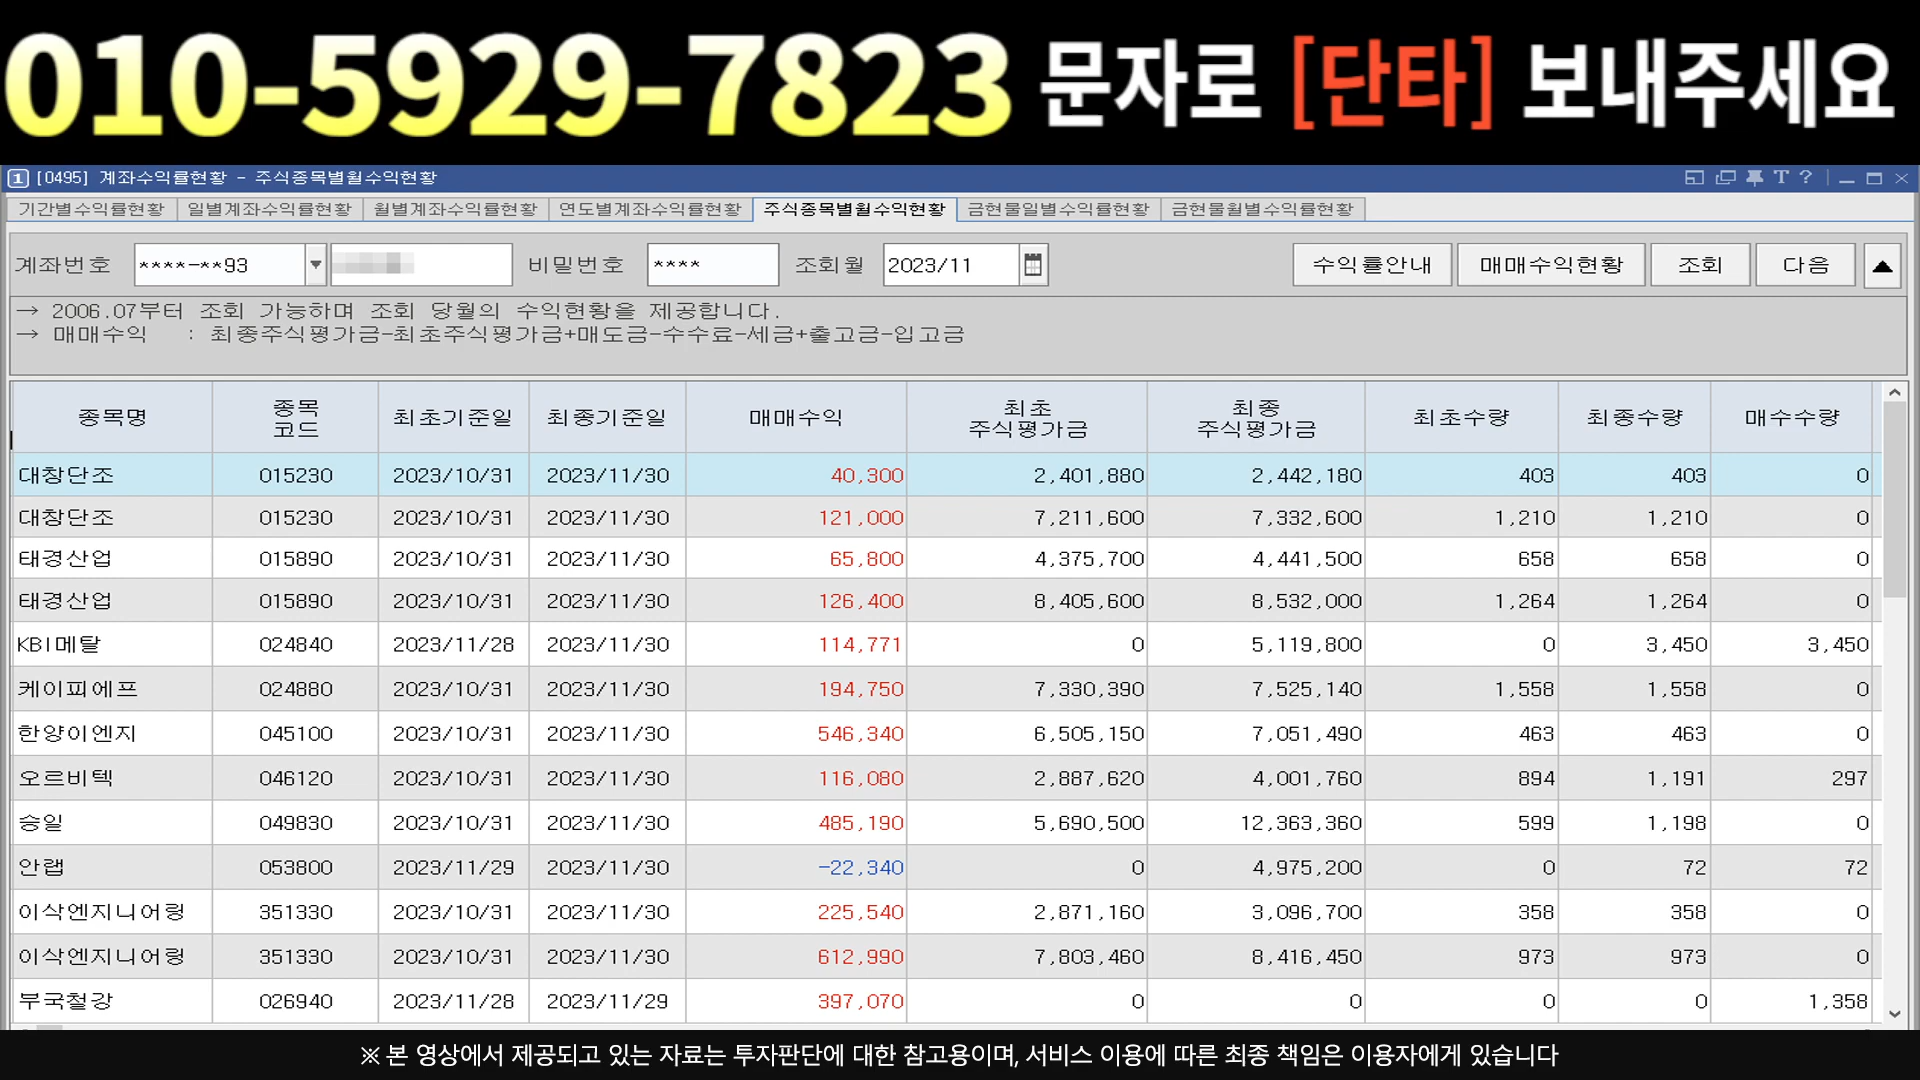 010-5929-7823 문자로 [단타] 보내주세요
1 [0495] 계좌수익률현황 - 주식종목별월수익현황
기간별수익률현황 일별계좌수익률현황 월별계좌수익률현황 연도별계좌수익률현황 주식종목별월수익현황 금현물일별수익률현황 금현물월별수익률현황
계좌번호 ****-**93 비밀번호 **** 조회월 2023/11 수익률안내 매매수익현황 조회 다음
→ 2006.07부터 조회 가능하며 조회 당월의 수익현황을 제공합니다.
→ 매매수익 : 최종주식평가금-최초주식평가금+매도금-수수료-세금+출고금-입고금
종목명 종목코드 최초기준일 최종기준일 매매수익 최초주식평가금 최종주식평가금 최초수량 최종수량 매수수량
대창단조 015230 2023/10/31 2023/11/30 40,300 2,401,880 2,442,180 403 403 0
대창단조 015230 2023/10/31 2023/11/30 121,000 7,211,600 7,332,600 1,210 1,210 0
태경산업 015890 2023/10/31 2023/11/30 65,800 4,375,700 4,441,500 658 658 0
태경산업 015890 2023/10/31 2023/11/30 126,400 8,405,600 8,532,000 1,264 1,264 0
KBI메탈 024840 2023/11/28 2023/11/30 114,771 0 5,119,800 0 3,450 3,450
케이피에프 024880 2023/10/31 2023/11/30 194,750 7,330,390 7,525,140 1,558 1,558 0
한양이엔지 045100 2023/10/31 2023/11/30 546,340 6,505,150 7,051,490 463 463 0
오르비텍 046120 2023/10/31 2023/11/30 116,080 2,887,620 4,001,760 894 1,191 297
승일 049830 2023/10/31 2023/11/30 485,190 5,690,500 12,363,360 599 1,198 0
안랩 053800 2023/11/29 2023/11/30 -22,340 0 4,975,200 0 72 72
이삭엔지니어링 351330 2023/10/31 2023/11/30 225,540 2,871,160 3,096,700 358 358 0
이삭엔지니어링 351330 2023/10/31 2023/11/30 612,990 7,803,460 8,416,450 973 973 0
부국철강 026940 2023/11/28 2023/11/29 397,070 0 0 0 0 1,358
※ 본 영상에서 제공되고 있는 자료는 투자판단에 대한 참고용이며, 서비스 이용에 따른 최종 책임은 이용자에게 있습니다